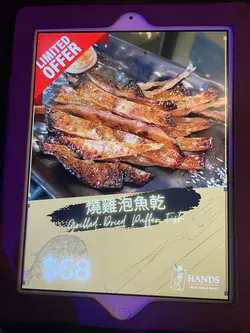 LIMITED
OFFER
燒雞泡魚乾
Grilled Dried Puffer Fish
$68
HANDS